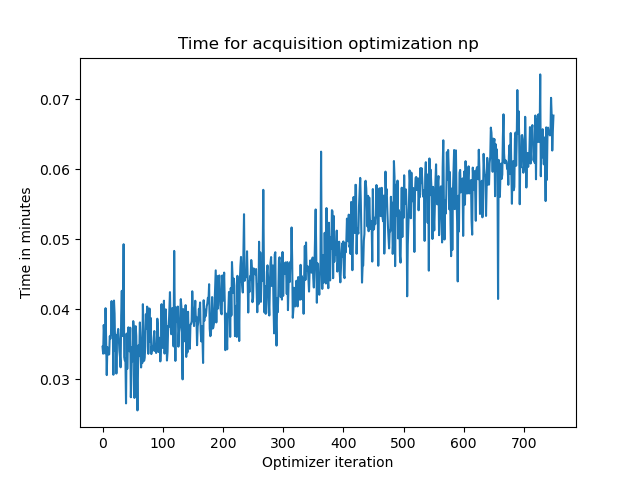 Time for acquisition optimization np
0.07
0.06
0.05
0.04
0.03
Time in minutes
0 100 200 300 400 500 600 700
Optimizer iteration